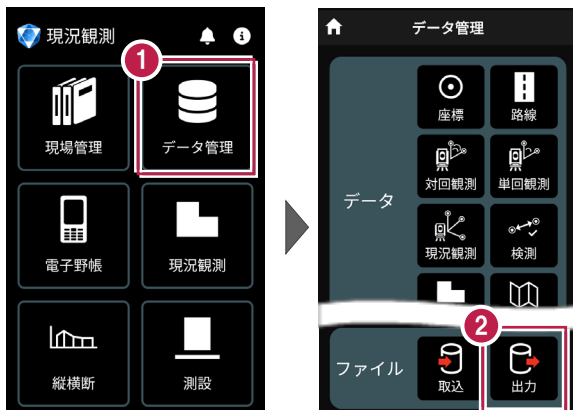 現況観測
1
現場管理
データ管理
電子野帳
現況観測
縦横断
測設
データ管理
データ
座標
路線
対回観測
単回観測
現況観測
検測
2
ファイル
取込
出力